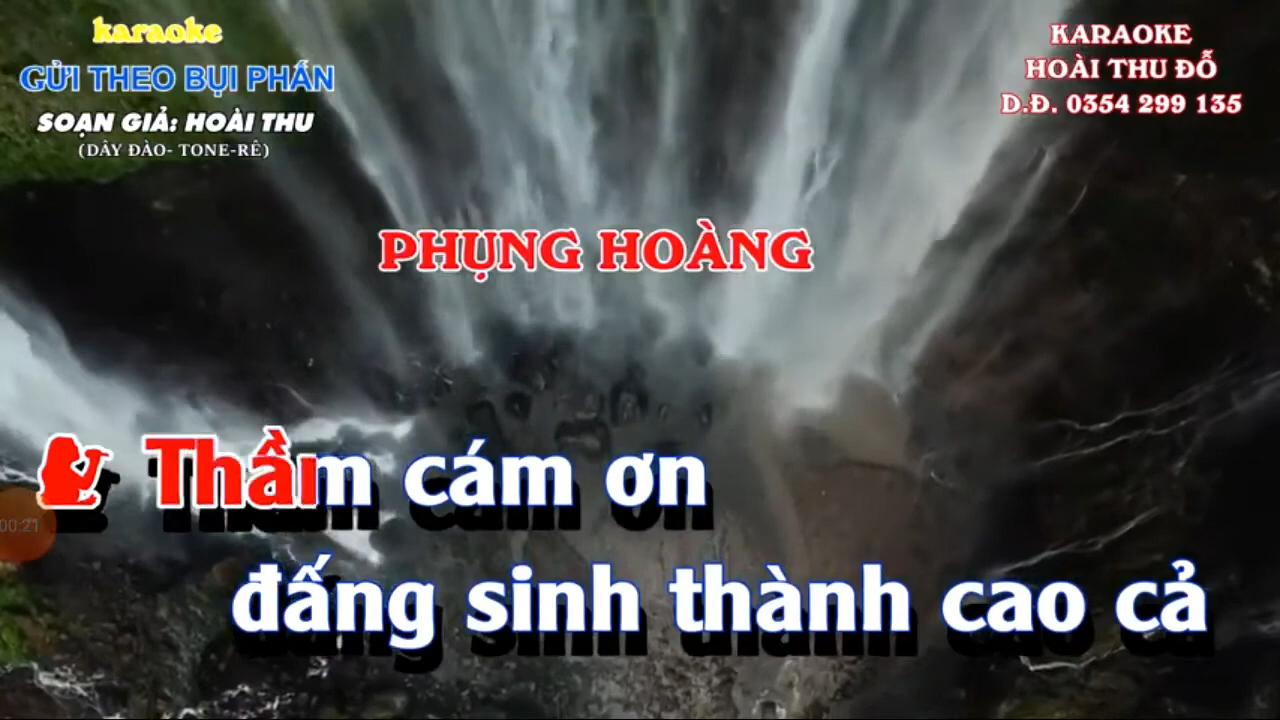 karaoke
GỬI THEO BỤI PHẤN
SOẠN GIẢ: HOÀI THU
(DÂY ĐÀO- TONE-RÊ)
KARAOKE
HOÀI THU ĐỖ
D.Đ. 0354 299 135
PHỤNG HOÀNG
Thầm cám ơn
00:21
đấng sinh thành cao cả